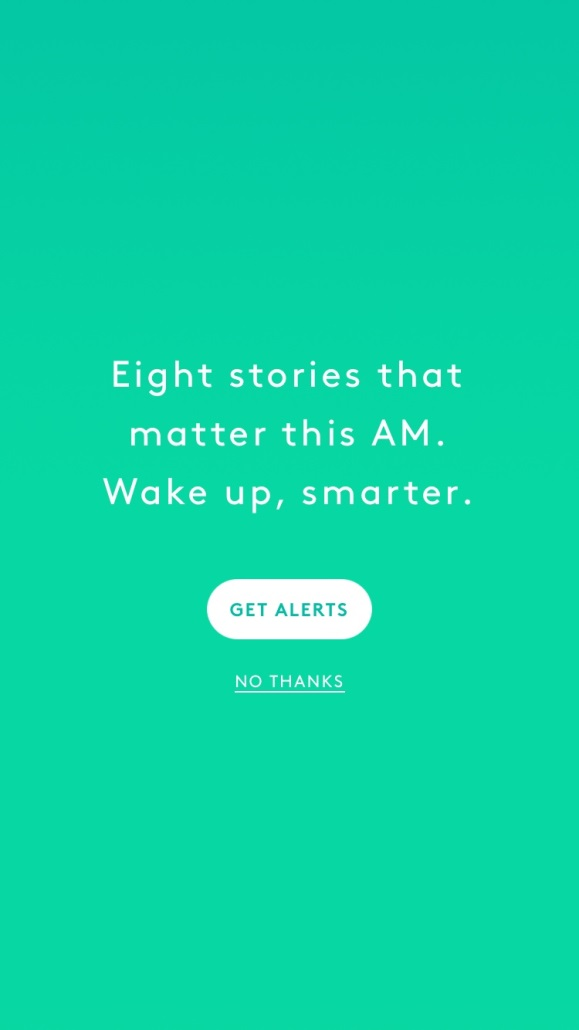 Eight stories that
matter this AM.
Wake up, smarter.
GET ALERTS
NO THANKS